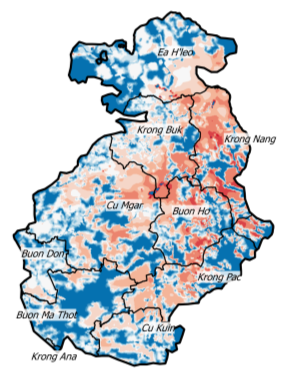 Ea H'leo
Krong Buk
Krong Nang
Cu Mgar
Buon Ho
Buon Don
Krong Pac
Buon Ma Thot
Cu Kuin
Krong Ana